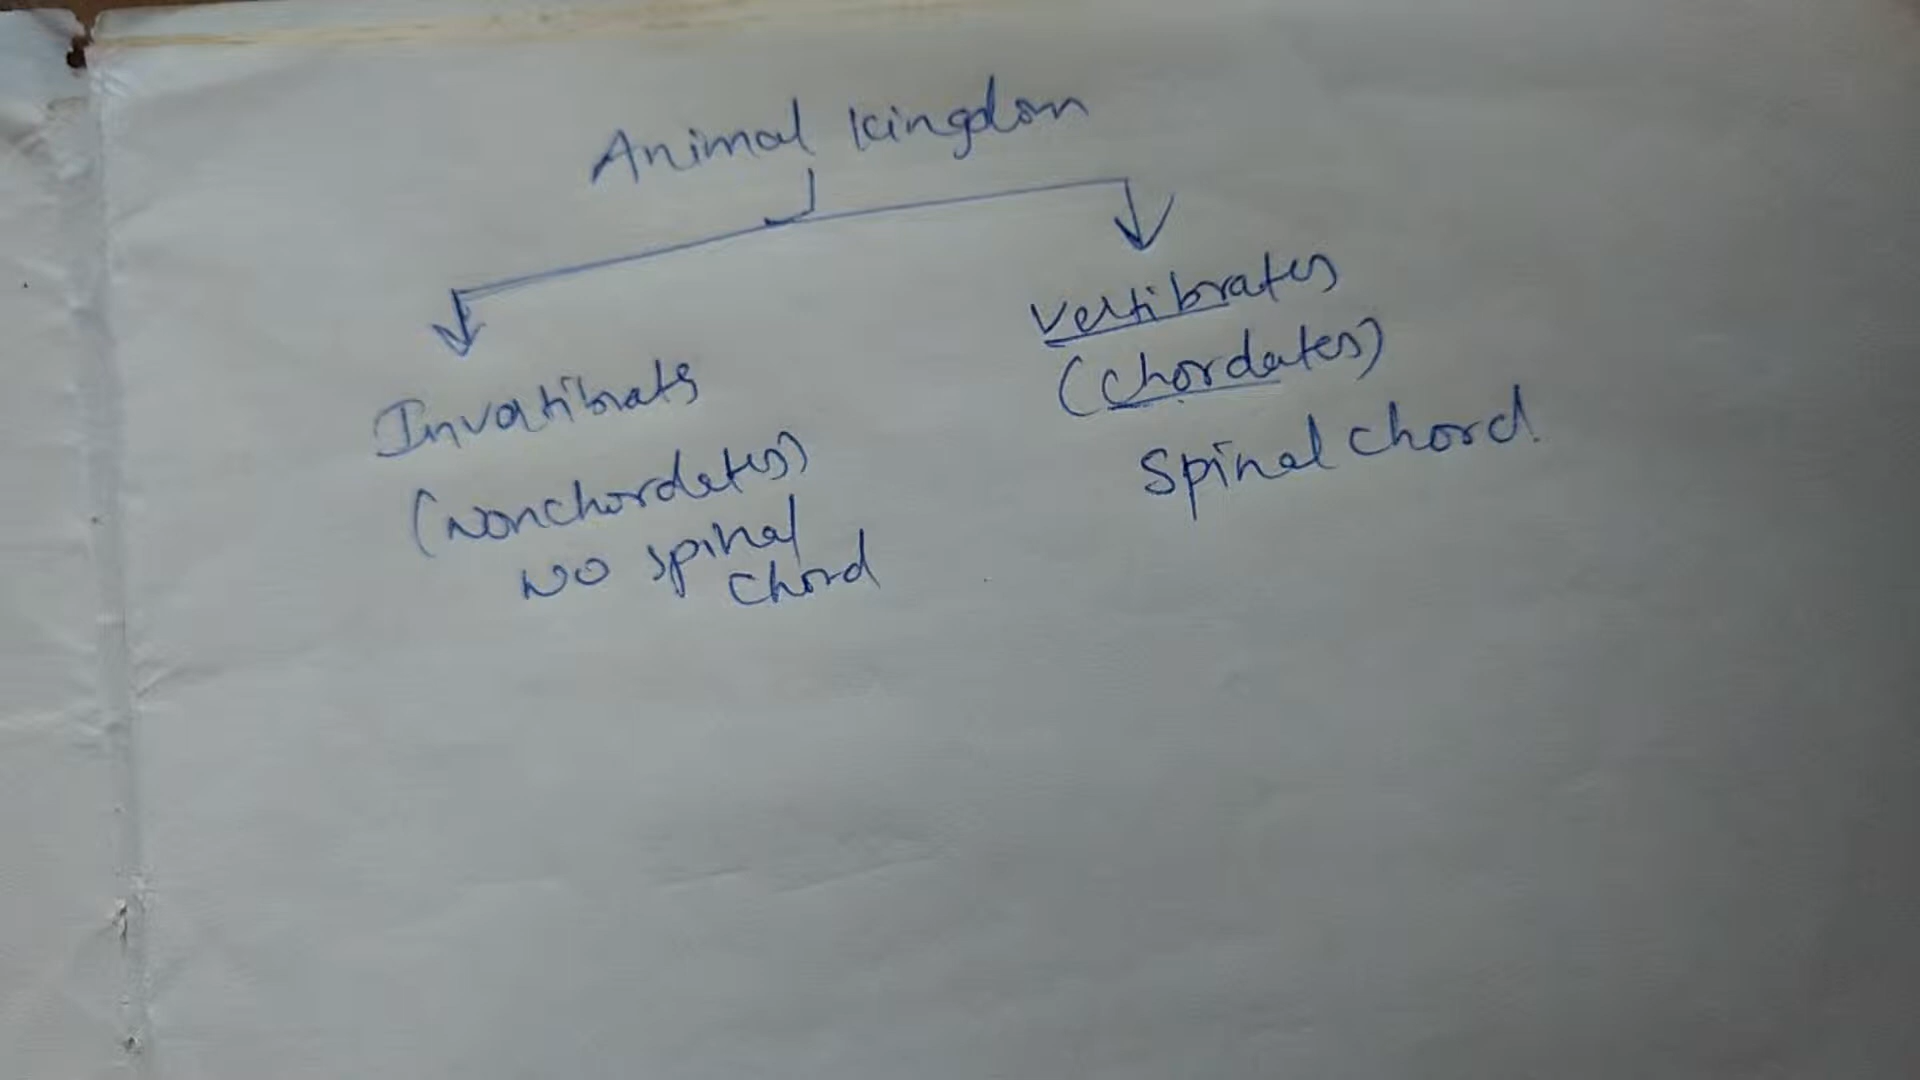 Animal Kingdom
Invartibrats
(Nonchordates)
NO spinal
chord
Vertibrates
(chordates)
Spinal chord.